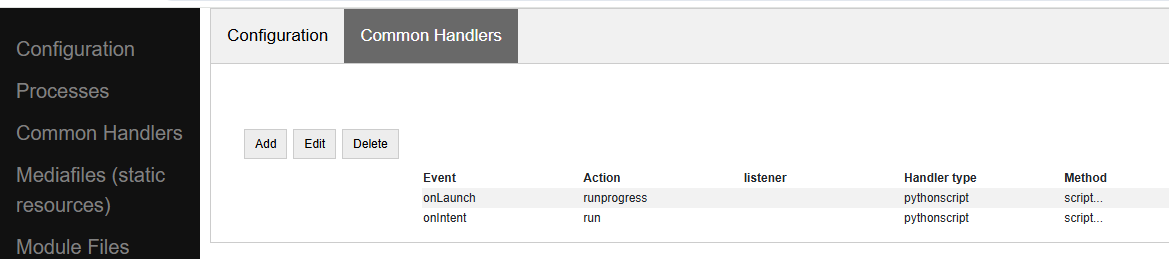 Configuration
Processes
Common Handlers
Mediafiles (static
resources)
Module Files
Configuration Common Handlers
Add Edit Delete
Event Action listener Handler type Method
onLaunch runprogress pythonscript script...
onIntent run pythonscript script...